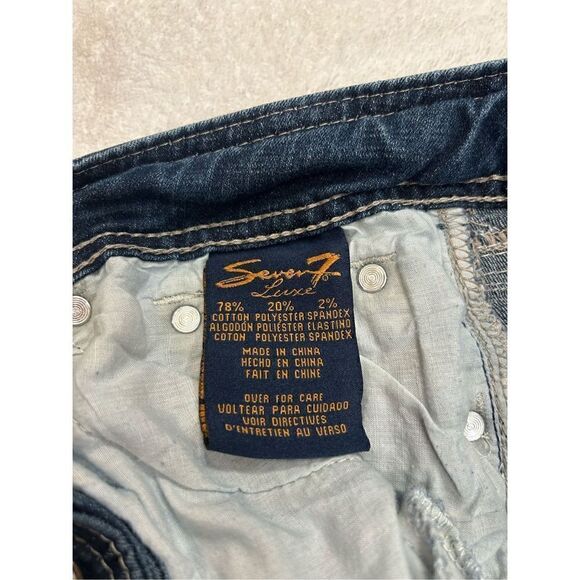 Seven7
Luxe
78% 20% 2%
COTTON POLYESTER SPANDEX
ALGODÓN POLIÉSTER ELASTINO
COTON POLYESTER SPANDEX
MADE IN CHINA
HECHO EN CHINA
FAIT EN CHINE
OVER FOR CARE
VOLTEAR PARA CUIDADO
VOIR DIRECTIVES
D'ENTRETIEN AU VERSO